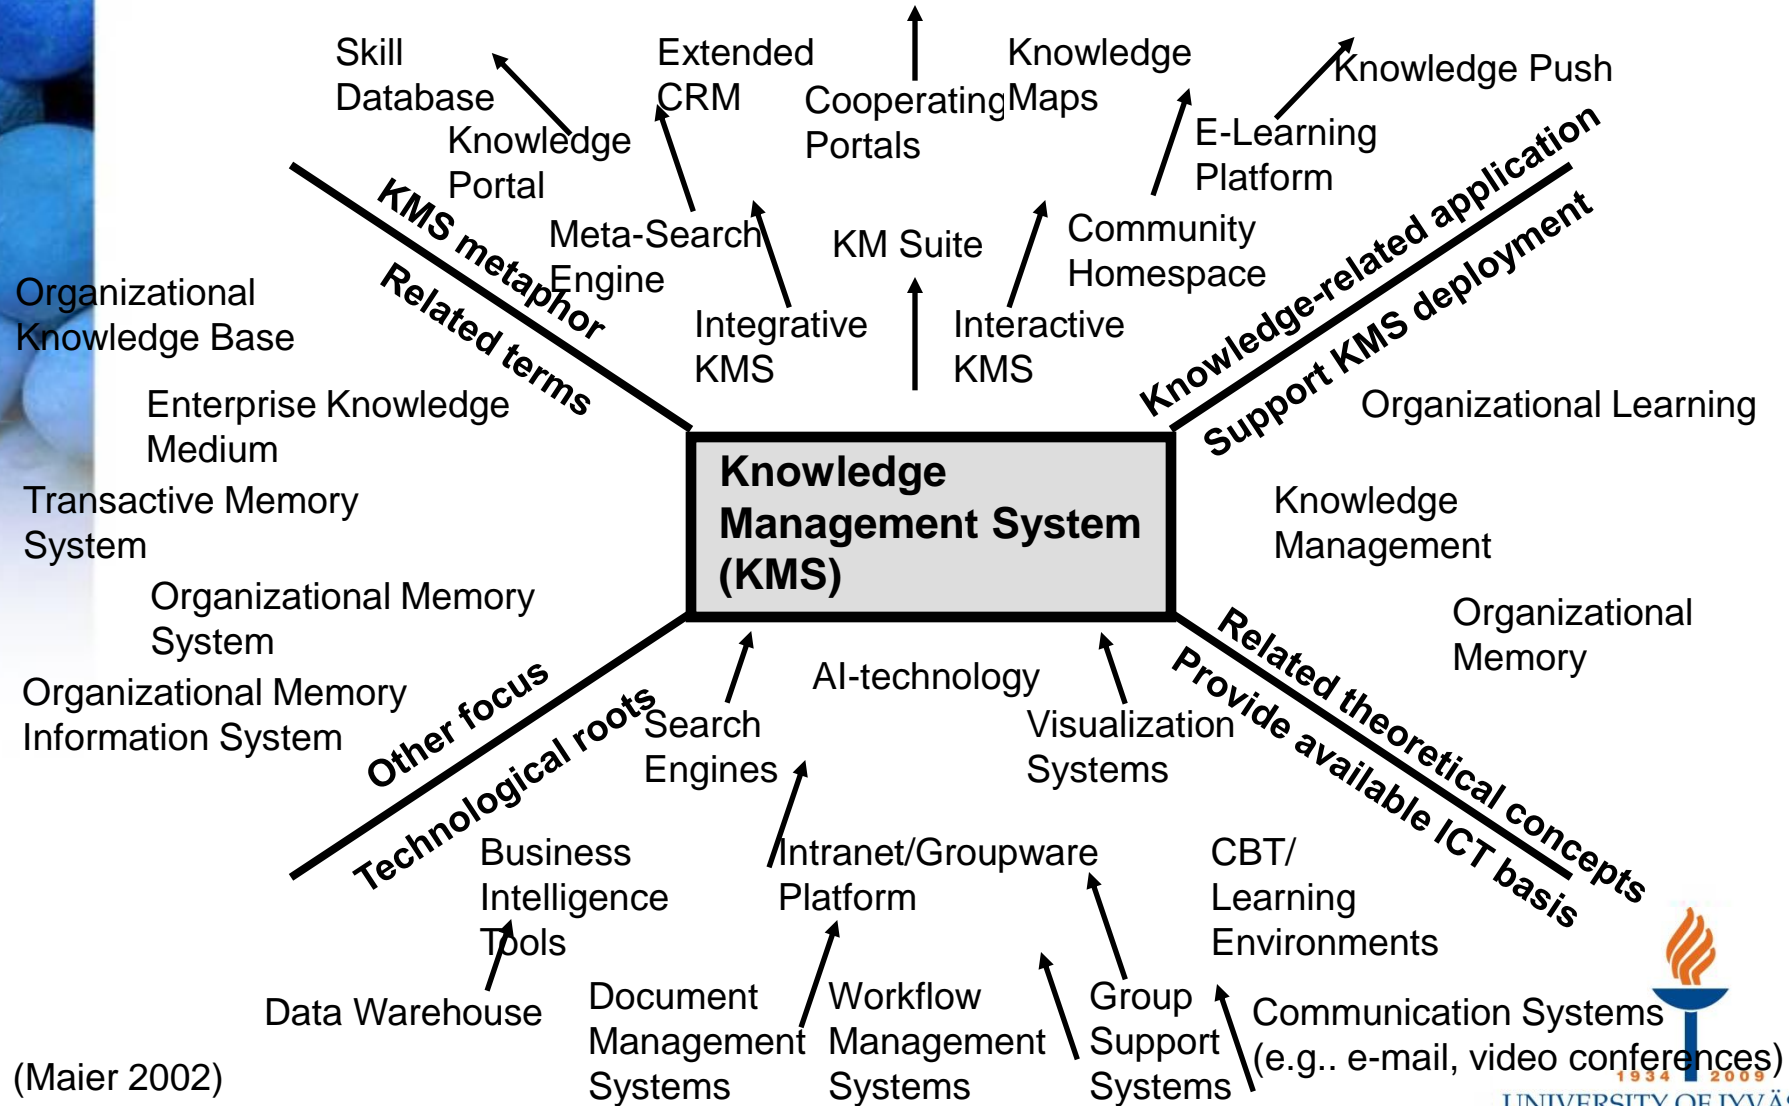 Skill
Database
Extended
CRM
Cooperating
Portals
Knowledge
Maps
Knowledge Push
Knowledge
Portal
E-Learning
Platform
Meta-Search
Engine
KM Suite
Community
Homespace
Integrative
KMS
Interactive
KMS
KMS metaphor
Related terms
Knowledge-related application
Support KMS deployment
Organizational
Knowledge Base
Enterprise Knowledge
Medium
Transactive Memory
System
Organizational Memory
System
Organizational Memory
Information System
Knowledge
Management System
(KMS)
Organizational Learning
Knowledge
Management
Organizational
Memory
Other focus
Technological roots
Related theoretical concepts
Provide available ICT basis
AI-technology
Search
Engines
Visualization
Systems
Business
Intelligence
Tools
Intranet/Groupware
Platform
CBT/
Learning
Environments
Data Warehouse
Document
Management
Systems
Workflow
Management
Systems
Group
Support
Systems
Communication Systems
(e.g.. e-mail, video conferences)
(Maier 2002)
1934 2009
UNIVERSITY OF